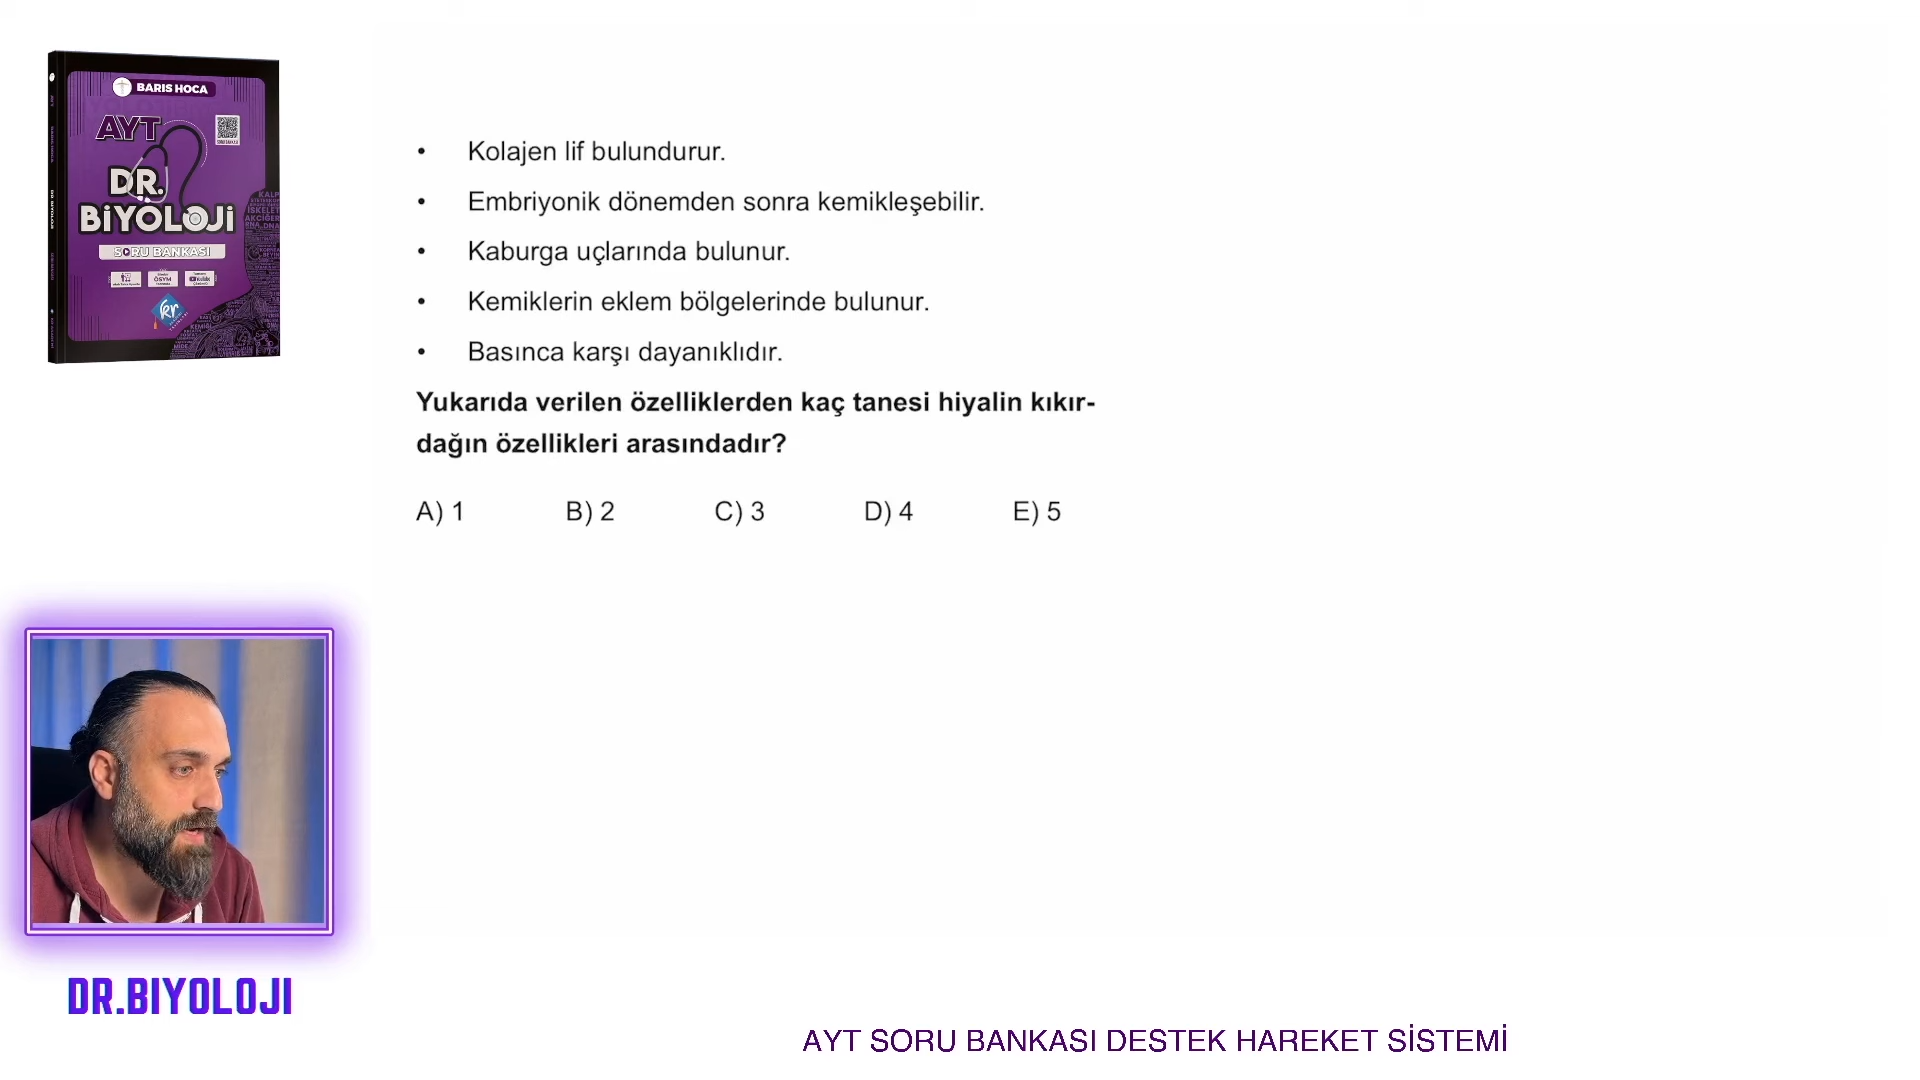 BARIS HOCA
AYT
DR.
BİYOLOJİ
SORU BANKASI
• Kolajen lif bulundurur.
• Embriyonik dönemden sonra kemikleşebilir.
• Kaburga uçlarında bulunur.
• Kemiklerin eklem bölgelerinde bulunur.
• Basınca karşı dayanıklıdır.
Yukarıda verilen özelliklerden kaç tanesi hiyalin kıkır-
dağın özellikleri arasındadır?
A) 1 B) 2 C) 3 D) 4 E) 5
DR.BIYOLOJI
AYT SORU BANKASI DESTEK HAREKET SİSTEMİ